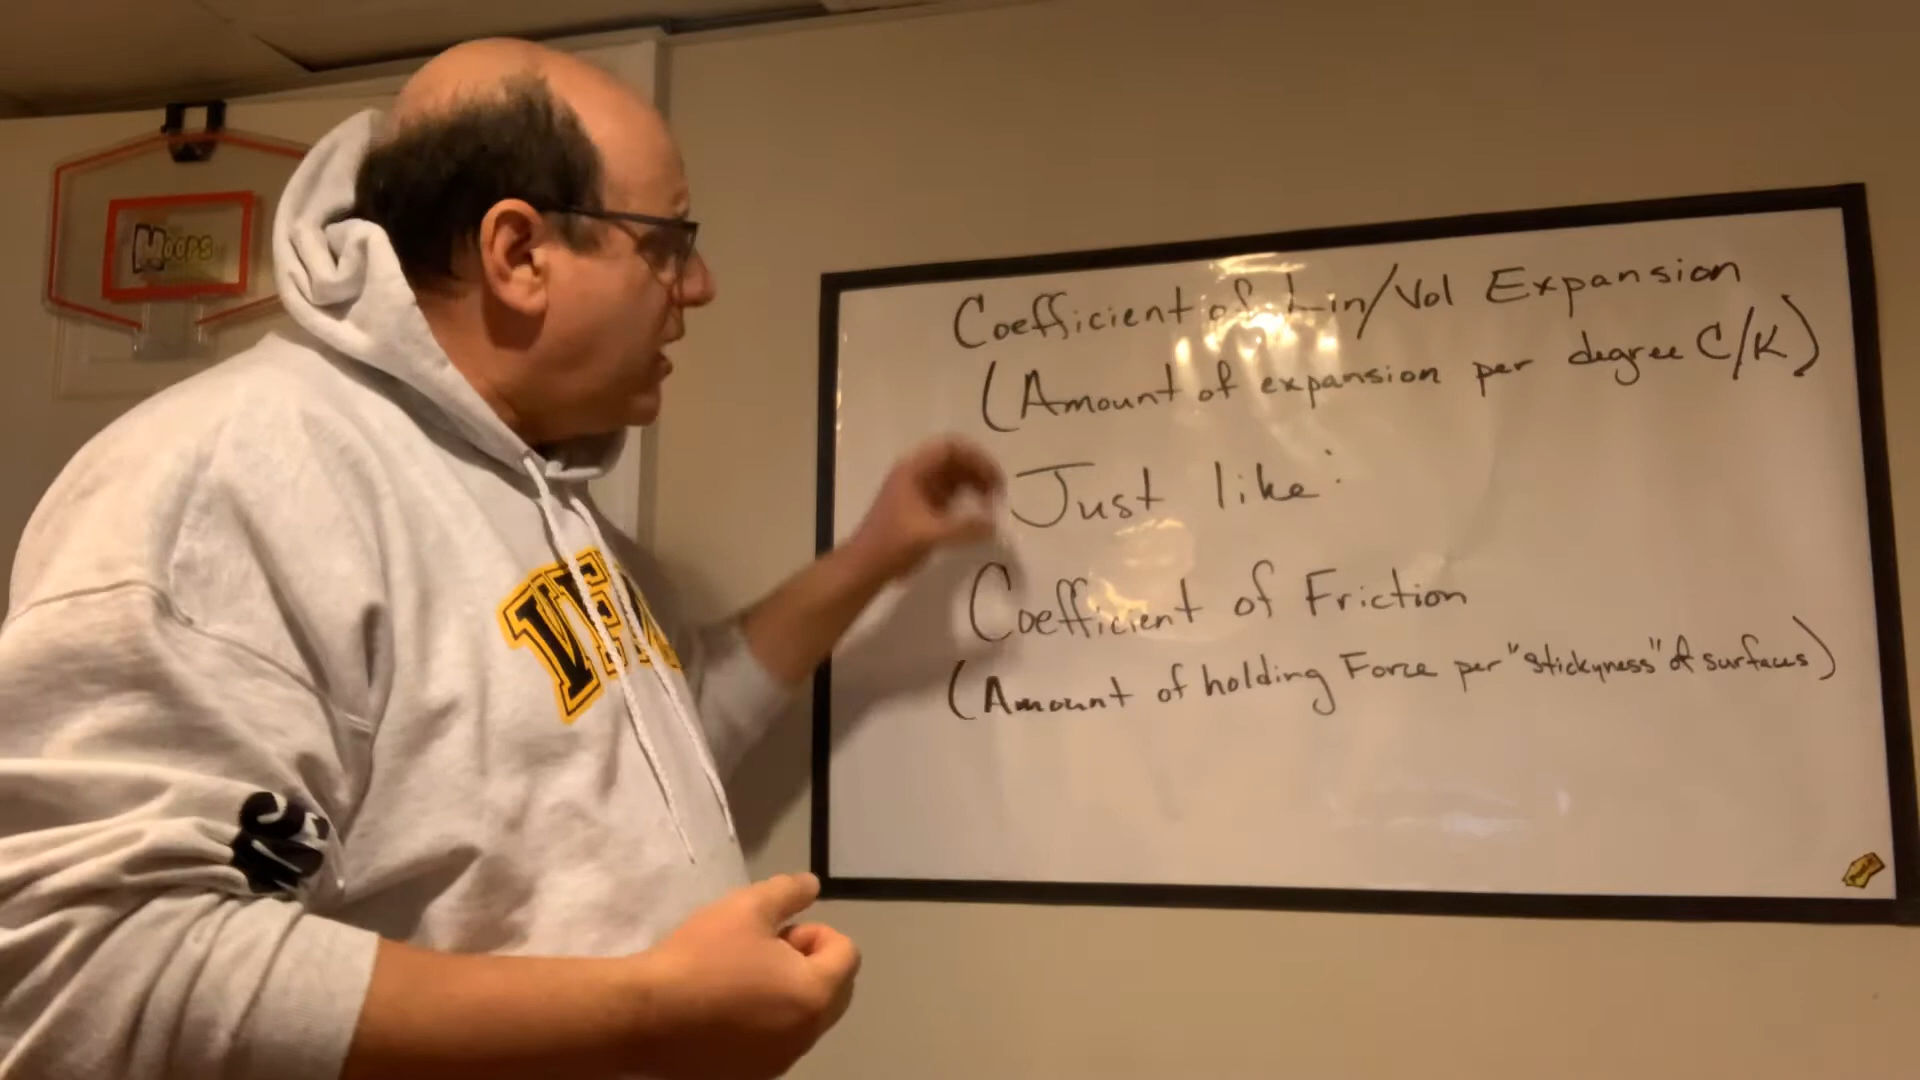 HOOPS
Coefficient of Lin/Vol Expansion
(Amount of expansion per degree C/K)
Just like:
Coefficient of Friction
(Amount of holding Force per "stickyness" of surfaces)